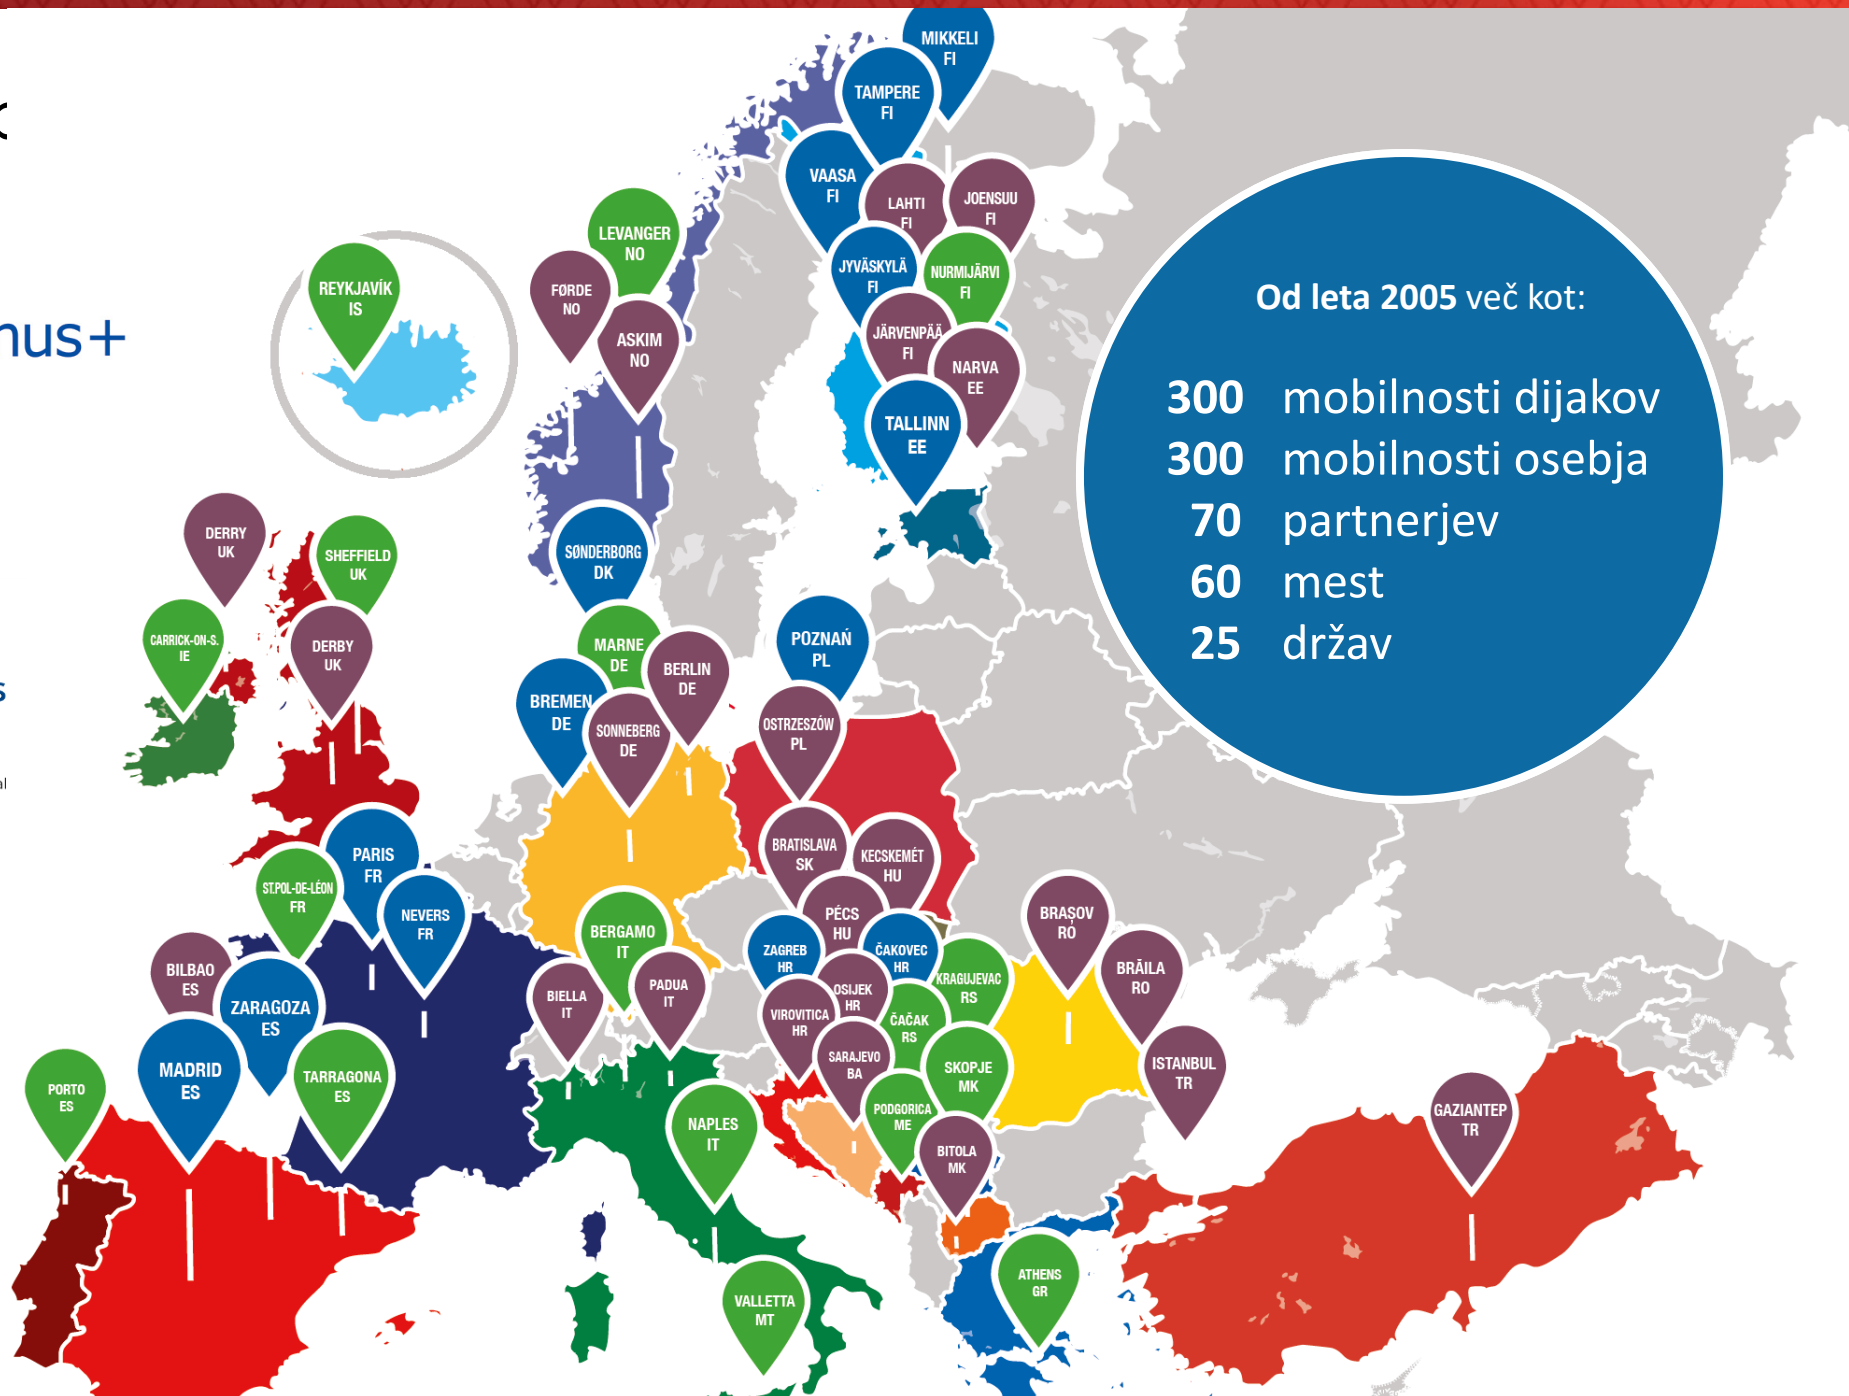 MIKKELI
FI
TAMPERE
FI
VAASA
FI
LAHTI
FI
JOENSUU
FI
LEVANGER
NO
JYVÄSKYLÄ
FI
NURMIJÄRVI
FI
REYKJAVÍK
IS
FØRDE
NO
ASKIM
NO
JÄRVENPÄÄ
FI
NARVA
EE
TALLINN
EE
nus+
Od leta 2005 več kot:
300 mobilnosti dijakov
300 mobilnosti osebja
70 partnerjev
60 mest
25 držav
DERRY
UK
SHEFFIELD
UK
SØNDERBORG
DK
CARRICK-ON-S.
IE
DERBY
UK
MARNE
DE
BERLIN
DE
POZNAŃ
PL
BREMEN
DE
SONNEBERG
DE
OSTRZESZÓW
PL
s
al
PARIS
FR
BRATISLAVA
SK
KECSKEMÉT
HU
ST.POL-DE-LÉON
FR
NEVERS
FR
PÉCS
HU
BRAȘOV
RO
BERGAMO
IT
ZAGREB
HR
ČAKOVEC
HR
BILBAO
ES
BRĂILA
RO
KRAGUJEVAC
RS
PADUA
IT
OSIJEK
HR
BIELLA
IT
ZARAGOZA
ES
VIROVITICA
HR
ČAČAK
RS
SARAJEVO
BA
SKOPJE
MK
ISTANBUL
TR
MADRID
ES
TARRAGONA
ES
PORTO
ES
PODGORICA
ME
GAZIANTEP
TR
NAPLES
IT
BITOLA
MK
ATHENS
GR
VALLETTA
MT